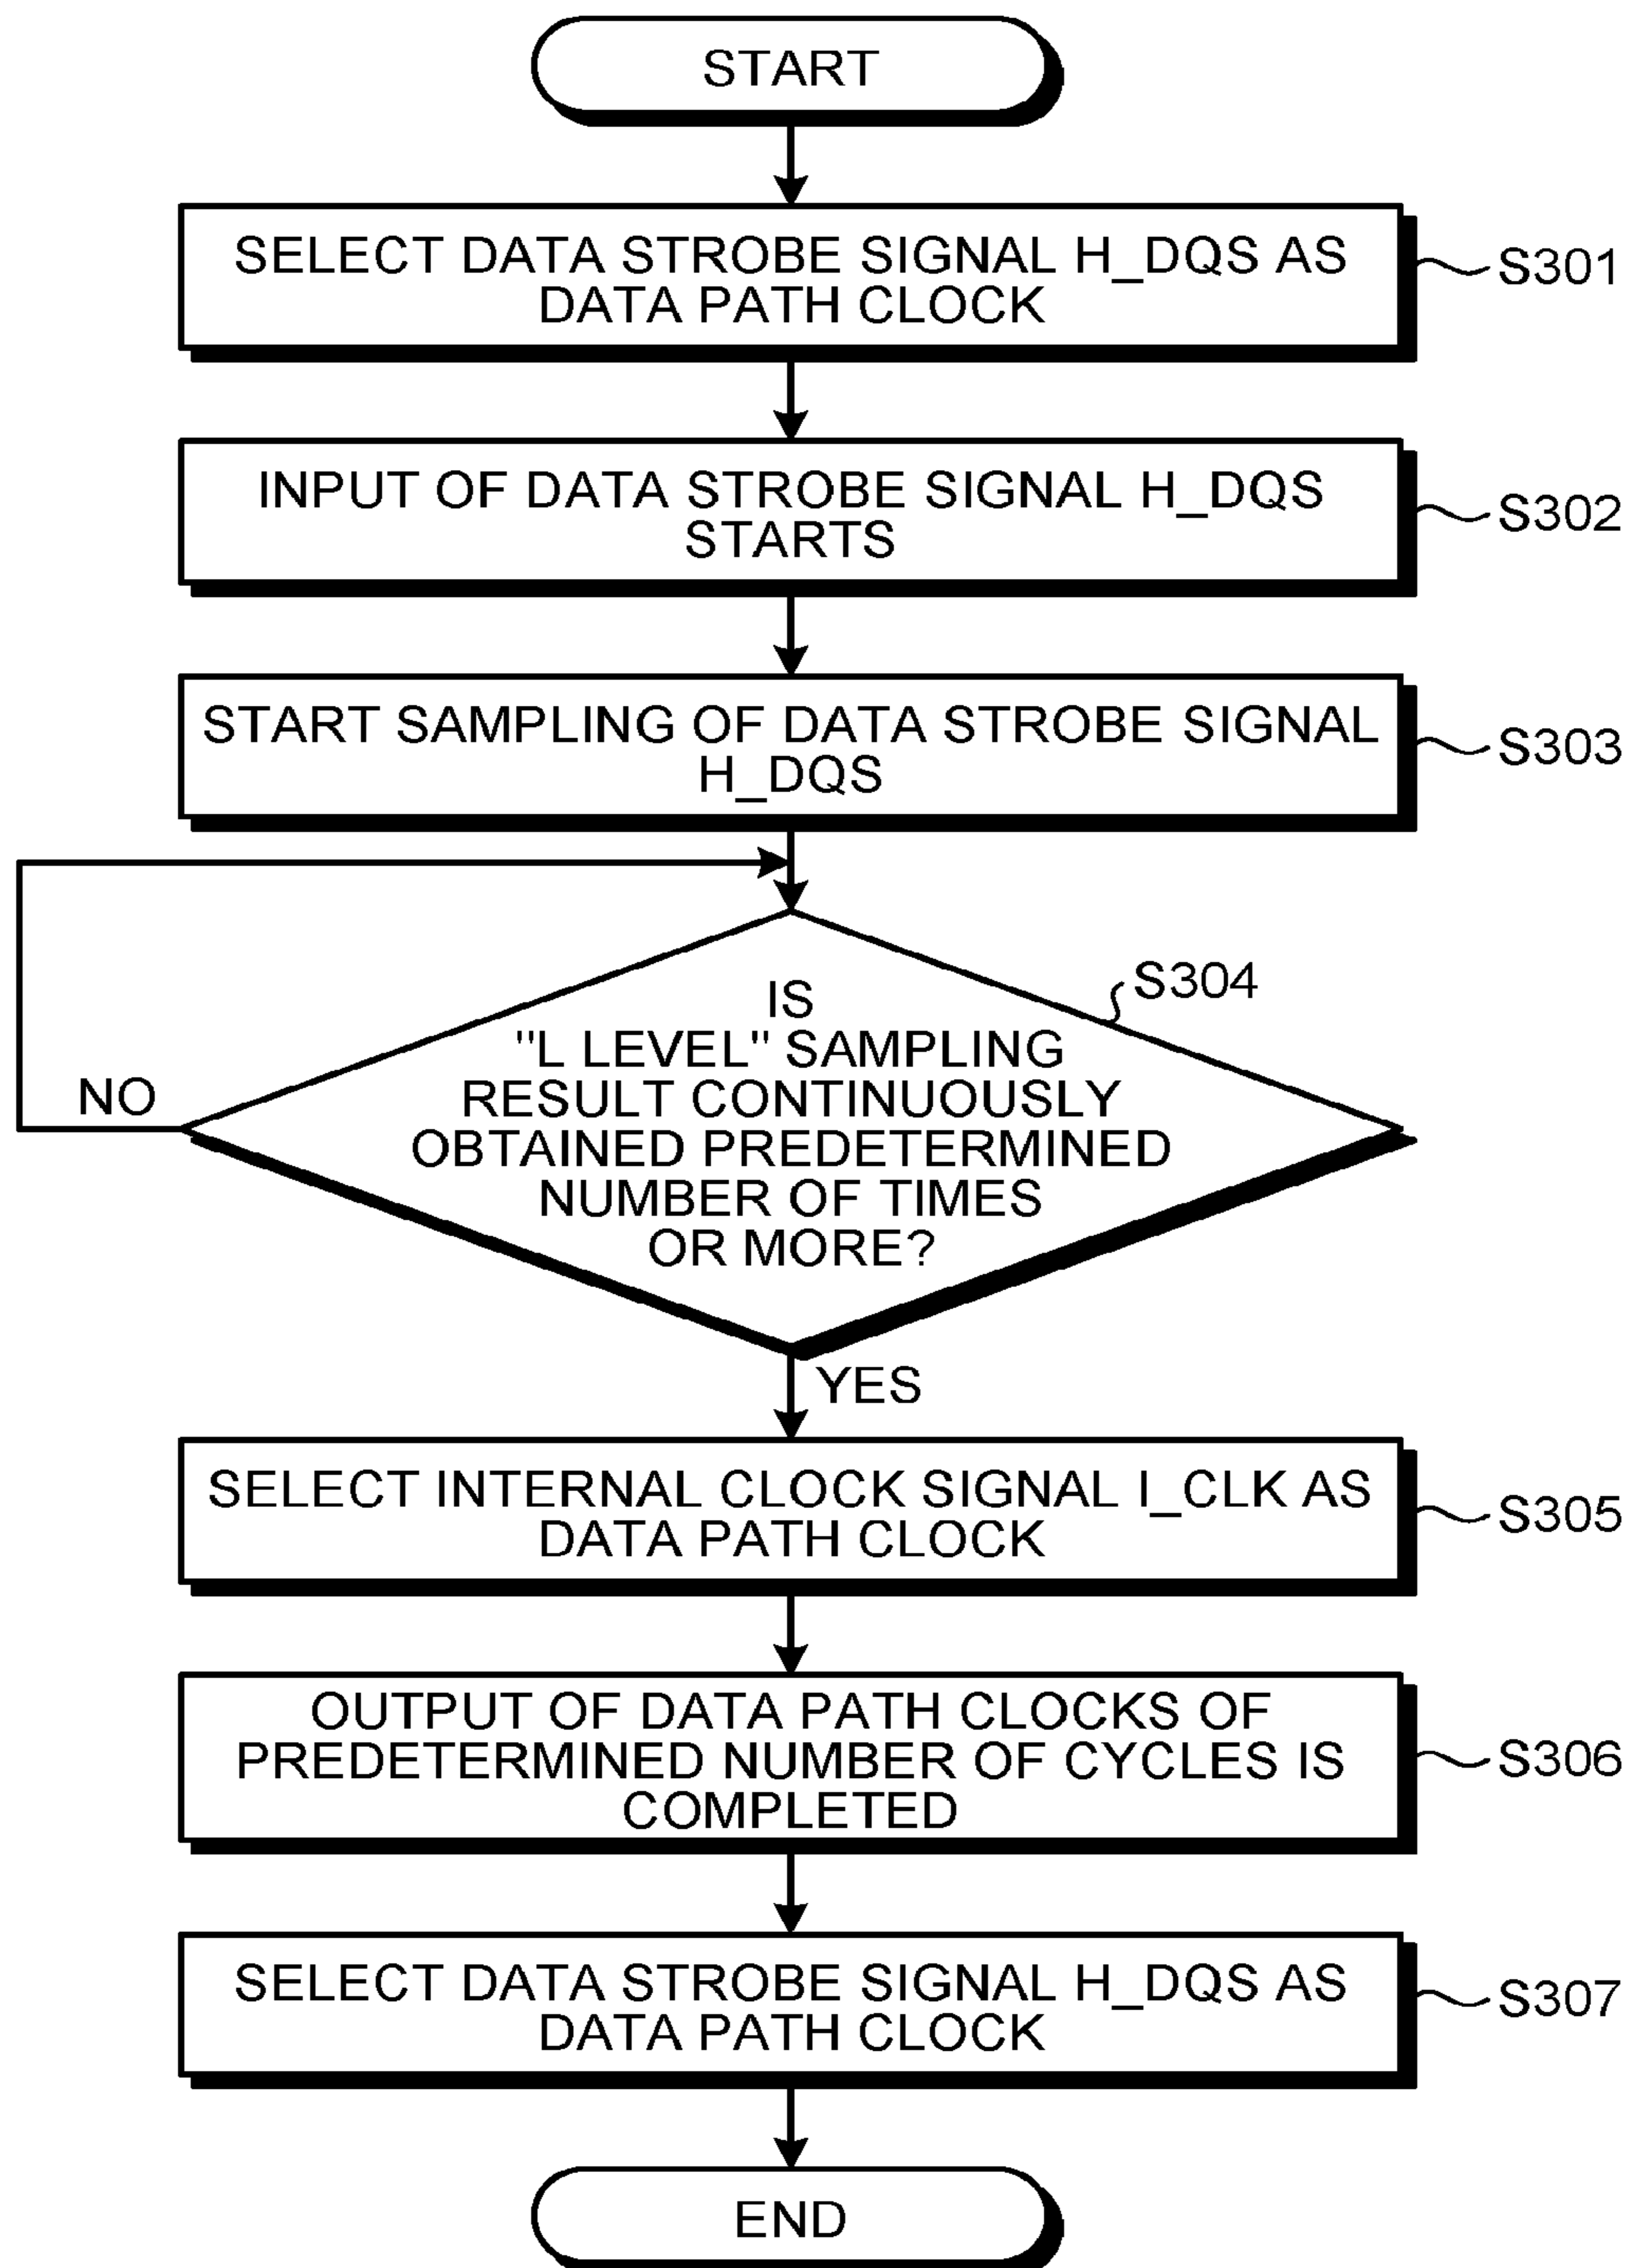 START
SELECT DATA STROBE SIGNAL H_DQS AS
DATA PATH CLOCK
S301
INPUT OF DATA STROBE SIGNAL H_DQS
STARTS
S302
START SAMPLING OF DATA STROBE SIGNAL
H_DQS
S303
S304
IS
"L LEVEL" SAMPLING
RESULT CONTINUOUSLY
OBTAINED PREDETERMINED
NUMBER OF TIMES
OR MORE?
NO
YES
SELECT INTERNAL CLOCK SIGNAL I_CLK AS
DATA PATH CLOCK
S305
OUTPUT OF DATA PATH CLOCKS OF
PREDETERMINED NUMBER OF CYCLES IS
COMPLETED
S306
SELECT DATA STROBE SIGNAL H_DQS AS
DATA PATH CLOCK
S307
END